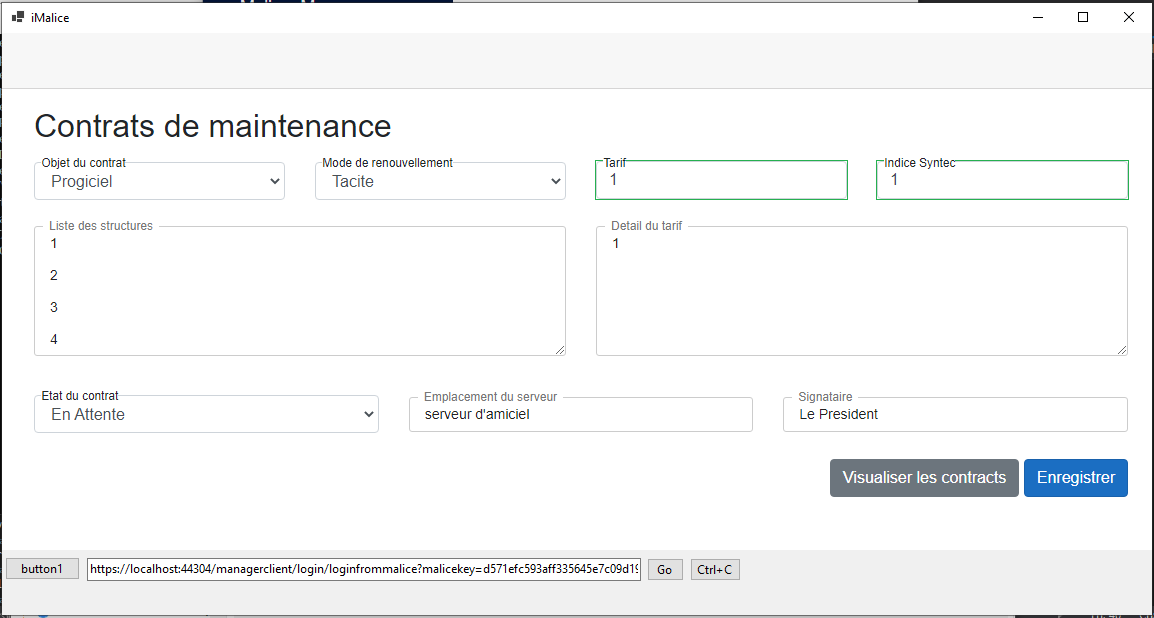 iMalice
Contrats de maintenance
Objet du contrat
Progiciel
Mode de renouvellement
Tacite
Tarif
1
Indice Syntec
1
Liste des structures
1
2
3
4
Detail du tarif
1
Etat du contrat
En Attente
Emplacement du serveur
serveur d'amiciel
Signataire
Le President
Visualiser les contracts
Enregistrer
button1
https://localhost:44304/managerclient/login/loginfrommalice?malicekey=d571efc593aff335645e7c09d19
Go
Ctrl+C